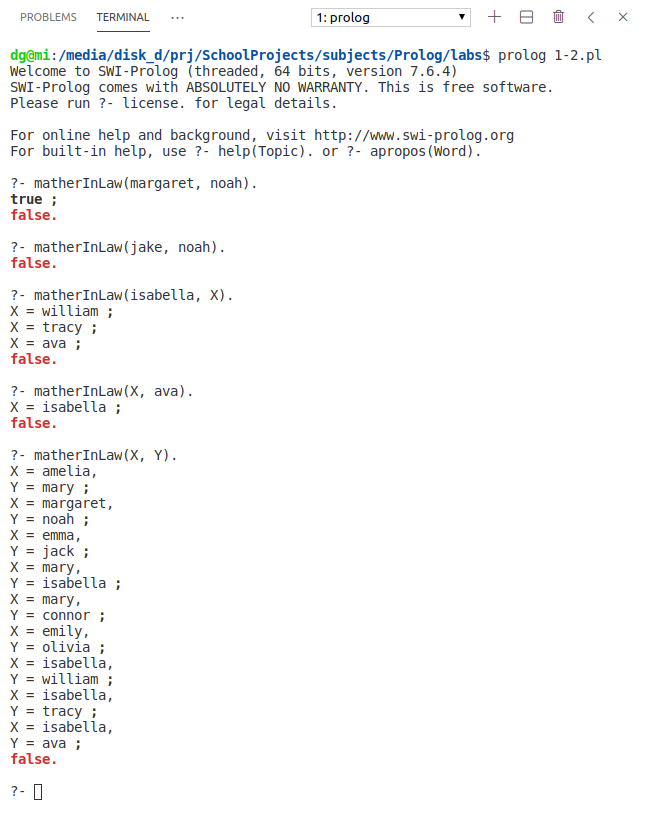 PROBLEMS TERMINAL ... 1: prolog
dg@mi:/media/disk_d/prj/SchoolProjects/subjects/Prolog/labs$ prolog 1-2.pl
Welcome to SWI-Prolog (threaded, 64 bits, version 7.6.4)
SWI-Prolog comes with ABSOLUTELY NO WARRANTY. This is free software.
Please run ?- license. for legal details.
For online help and background, visit http://www.swi-prolog.org
For built-in help, use ?- help(Topic). or ?- apropos(Word).
?- matherInLaw(margaret, noah).
true ;
false.
?- matherInLaw(jake, noah).
false.
?- matherInLaw(isabella, X).
X = william ;
X = tracy ;
X = ava ;
false.
?- matherInLaw(X, ava).
X = isabella ;
false.
?- matherInLaw(X, Y).
X = amelia,
Y = mary ;
X = margaret,
Y = noah ;
X = emma,
Y = jack ;
X = mary,
Y = isabella ;
X = mary,
Y = connor ;
X = emily,
Y = olivia ;
X = isabella,
Y = william ;
X = isabella,
Y = tracy ;
X = isabella,
Y = ava ;
false.
?-